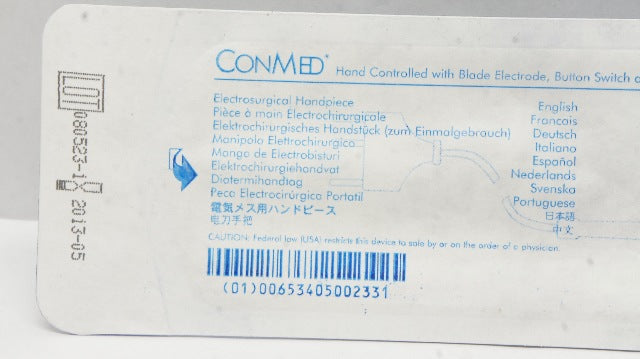 CONMED® Hand Controlled with Blade Electrode, Button Switch
Electrosurgical Handpiece English
Pièce à main Electrochirurgicale Francais
Elektrochirurgisches Handstück (zum Einmalgebrauch) Deutsch
Manipolo Elettrochirurgico Italiano
Mango de Electrobisturi Español
Elektrochirurgiehandvat Nederlands
Diatermihandtag Svenska
Peca Electrocirúrgica Portatil Portuguese
電気メス用ハンドピース 日本語
电刀手把 中文
CAUTION: Federal law (USA) restricts this device to sale by or on the order of a physician.
(01)00653405002331
LOT 080523-1
2013-05